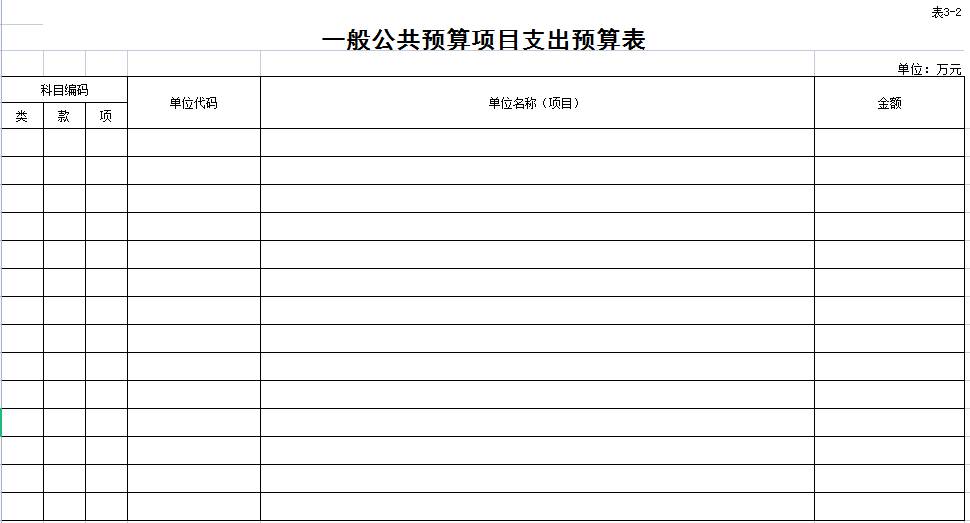 表3-2
一般公共预算项目支出预算表
单位：万元
科目编码 单位代码 单位名称（项目） 金额
类 款 项